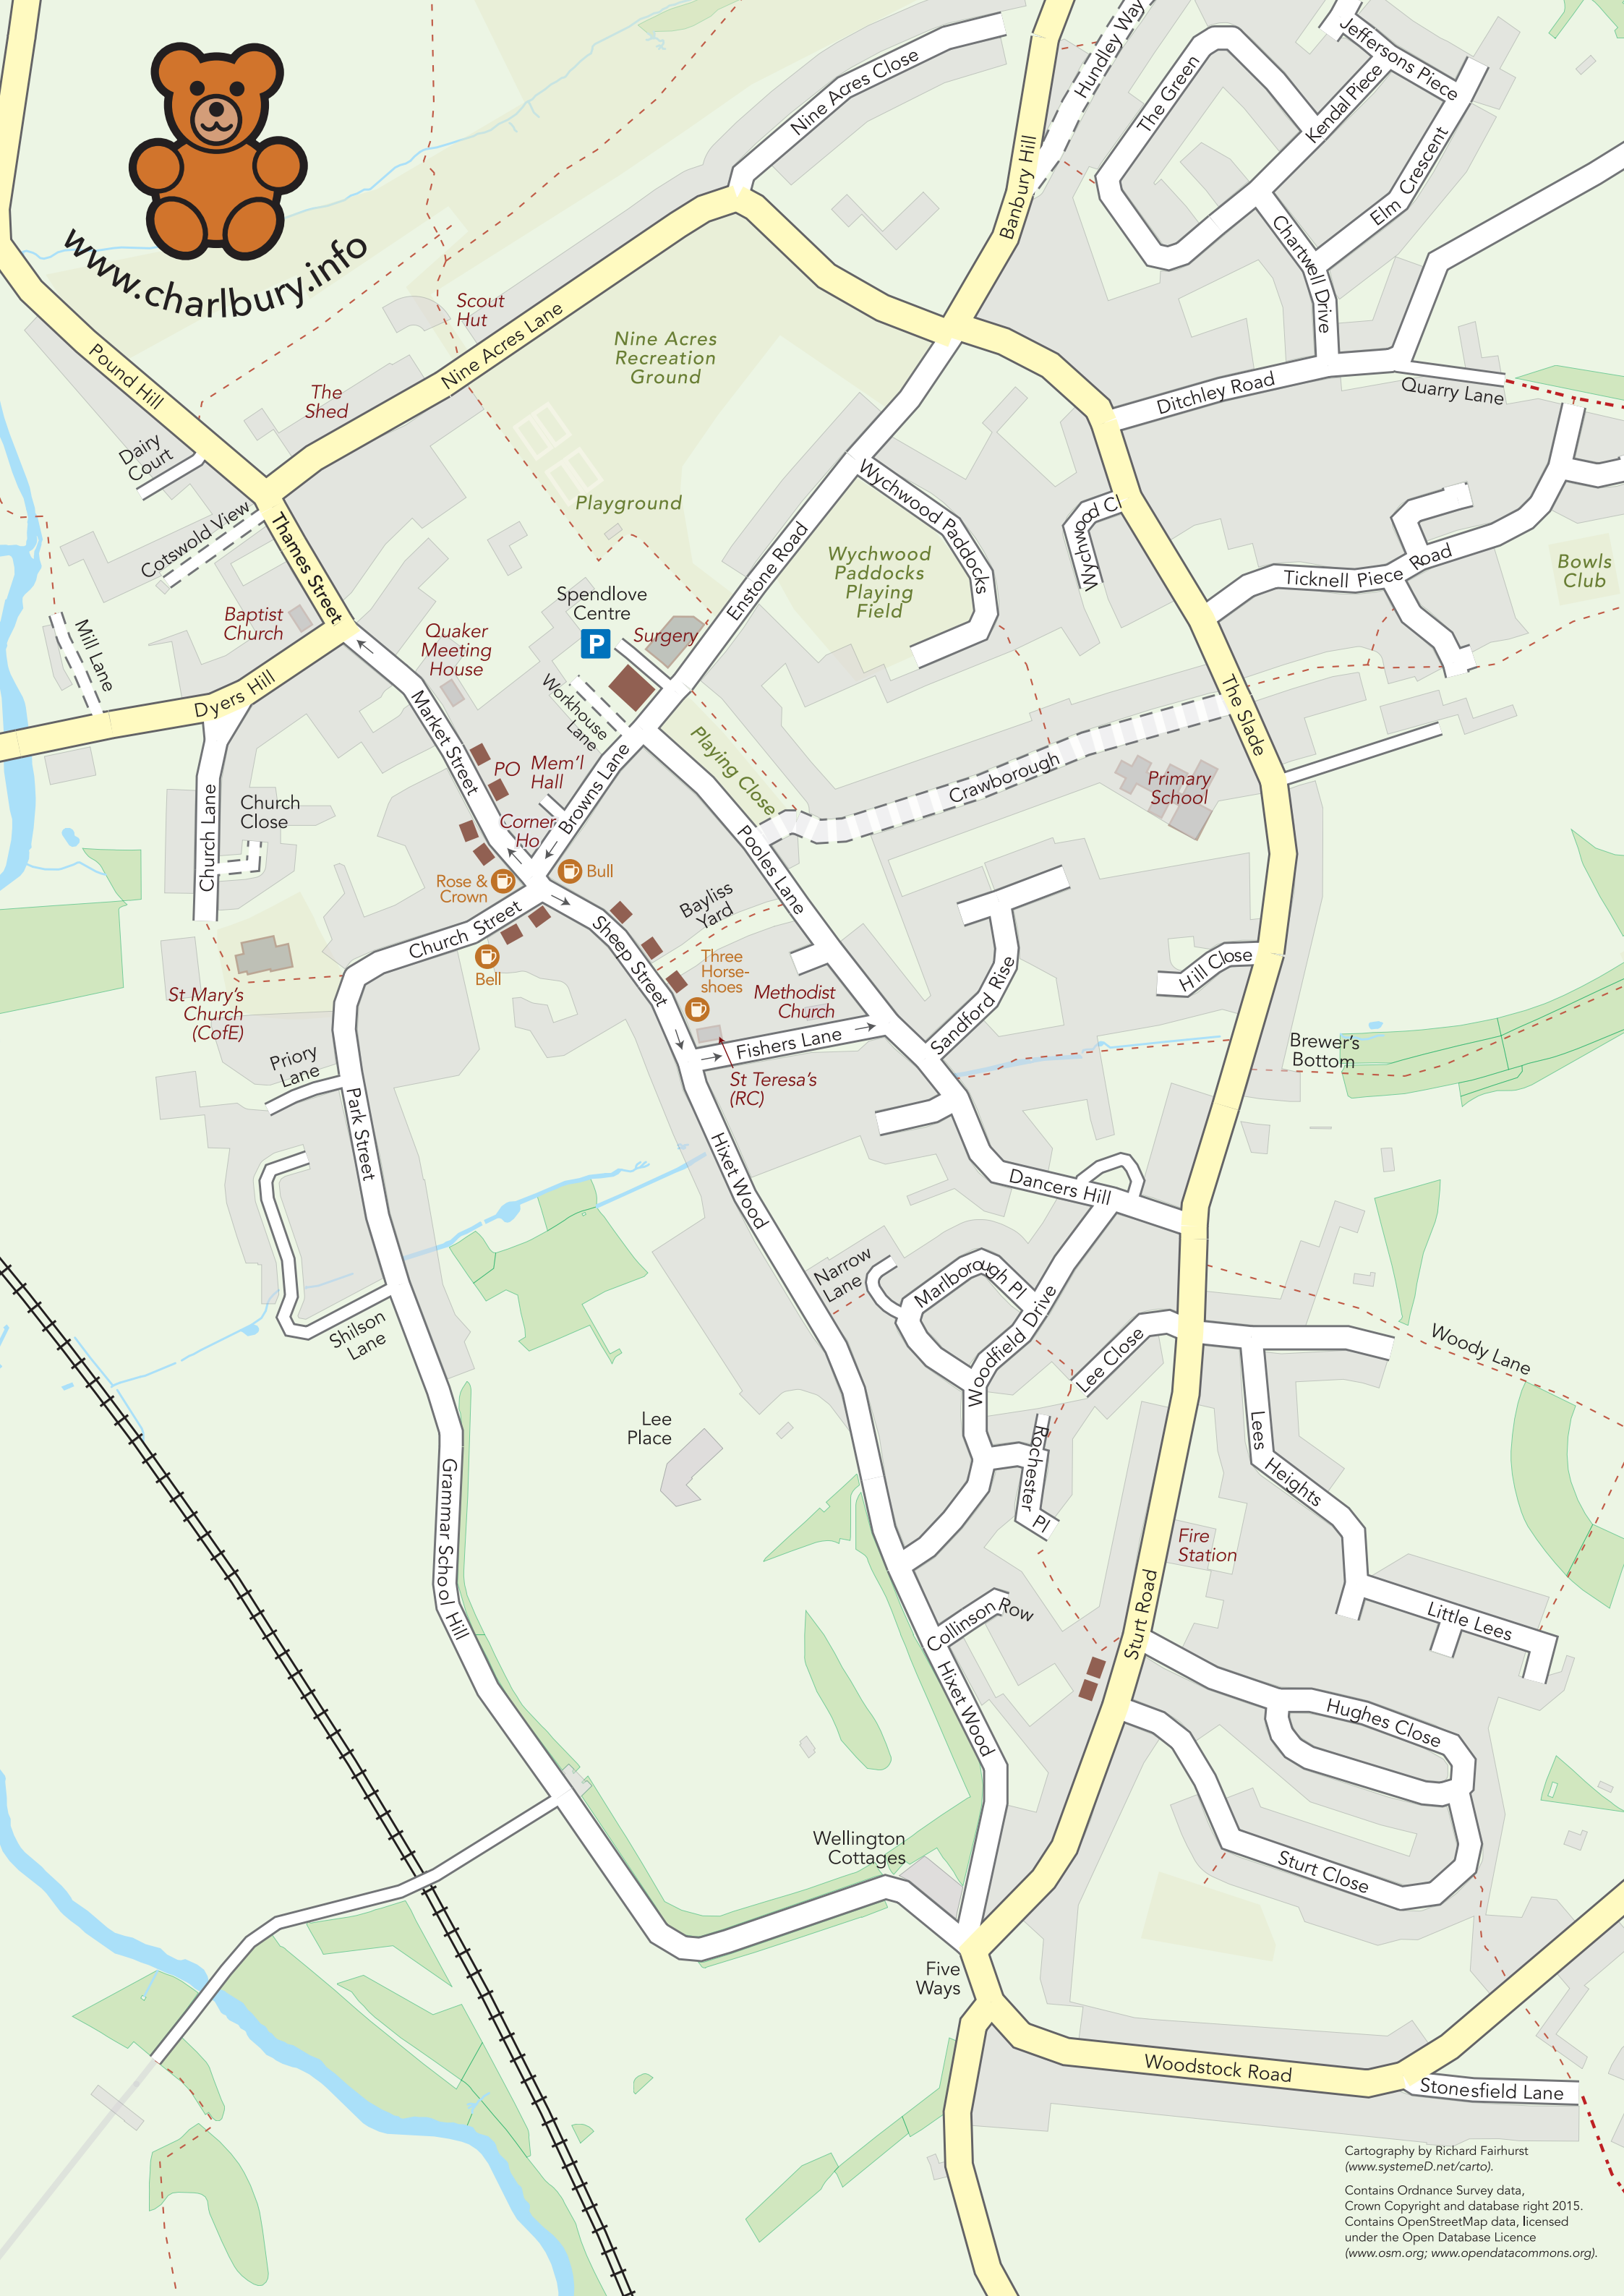 www.charlbury.info
Nine Acres Close
Hundley Way
Jeffersons Piece
The Green
Kendal Piece
Elm Crescent
Chartwell Drive
Banbury Hill
Scout
Hut
Nine Acres
Recreation
Ground
Nine Acres Lane
Pound Hill
The
Shed
Ditchley Road
Quarry Lane
Dairy
Court
Playground
Cotswold View
Thames Street
Wychwood Paddocks
Wychwood Cl
Enstone Road
Wychwood
Paddocks
Playing
Field
Ticknell Piece Road
Bowls
Club
Spendlove
Centre
P
Surgery
Baptist
Church
Quaker
Meeting
House
Mill Lane
Dyers Hill
Market Street
Workhouse
Lane
Playing Close
The Slade
PO
Mem'l
Hall
Browns Lane
Crawborough
Primary
School
Church
Close
Church Lane
Corner
Ho
Pooles Lane
Rose &
Crown
Bull
Church Street
Bell
Sheep Street
Bayliss
Yard
Three
Horse-
shoes
Methodist
Church
Fishers Lane
Sandford Rise
Hill Close
St Mary's
Church
(CofE)
Brewer's
Bottom
Priory
Lane
St Teresa's
(RC)
Park Street
Hixet Wood
Dancers Hill
Narrow
Lane
Marlborough Pl
Woodfield Drive
Lee Close
Woody Lane
Shilson
Lane
Lee
Place
Lees
Heights
Rochester Pl
Grammar School Hill
Fire
Station
Sturt Road
Little Lees
Collinson Row
Hixet Wood
Hughes Close
Wellington
Cottages
Sturt Close
Five
Ways
Woodstock Road
Stonesfield Lane
Cartography by Richard Fairhurst
(www.systemeD.net/carto).
Contains Ordnance Survey data,
Crown Copyright and database right 2015.
Contains OpenStreetMap data, licensed
under the Open Database Licence
(www.osm.org; www.opendatacommons.org).